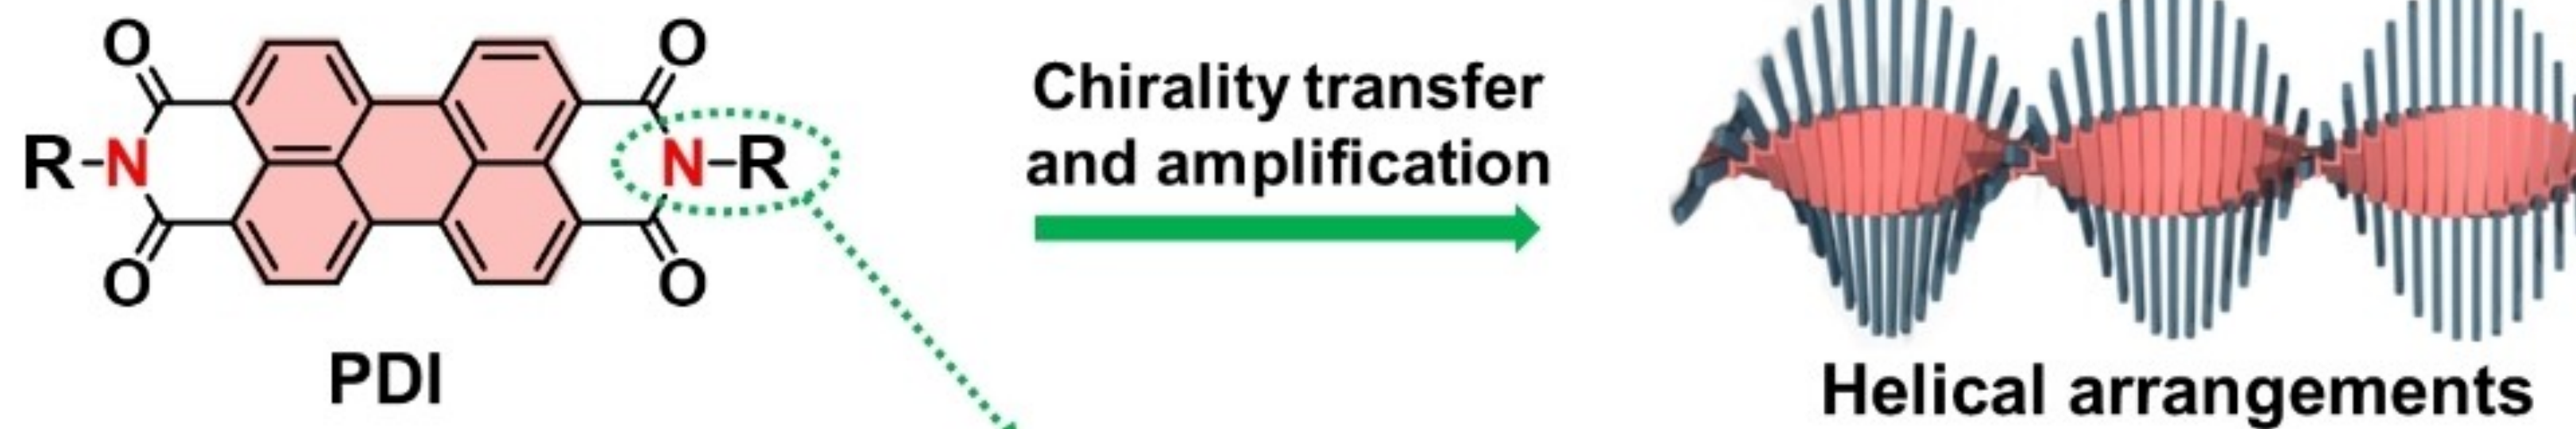 O O
R-N N-R
O O
PDI
Chirality transfer
and amplification
Helical arrangements